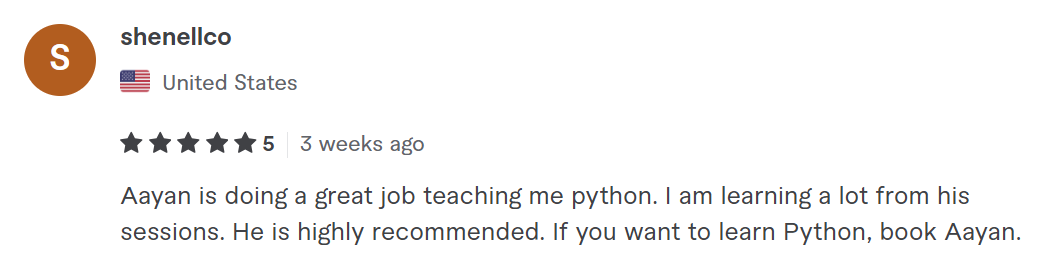 S
shenellco
United States
5
3 weeks ago
Aayan is doing a great job teaching me python. I am learning a lot from his
sessions. He is highly recommended. If you want to learn Python, book Aayan.